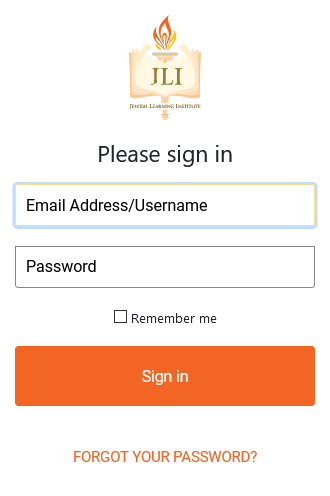 JLI
Jewish Learning Institute
Please sign in
Email Address/Username
Password
Remember me
Sign in
FORGOT YOUR PASSWORD?